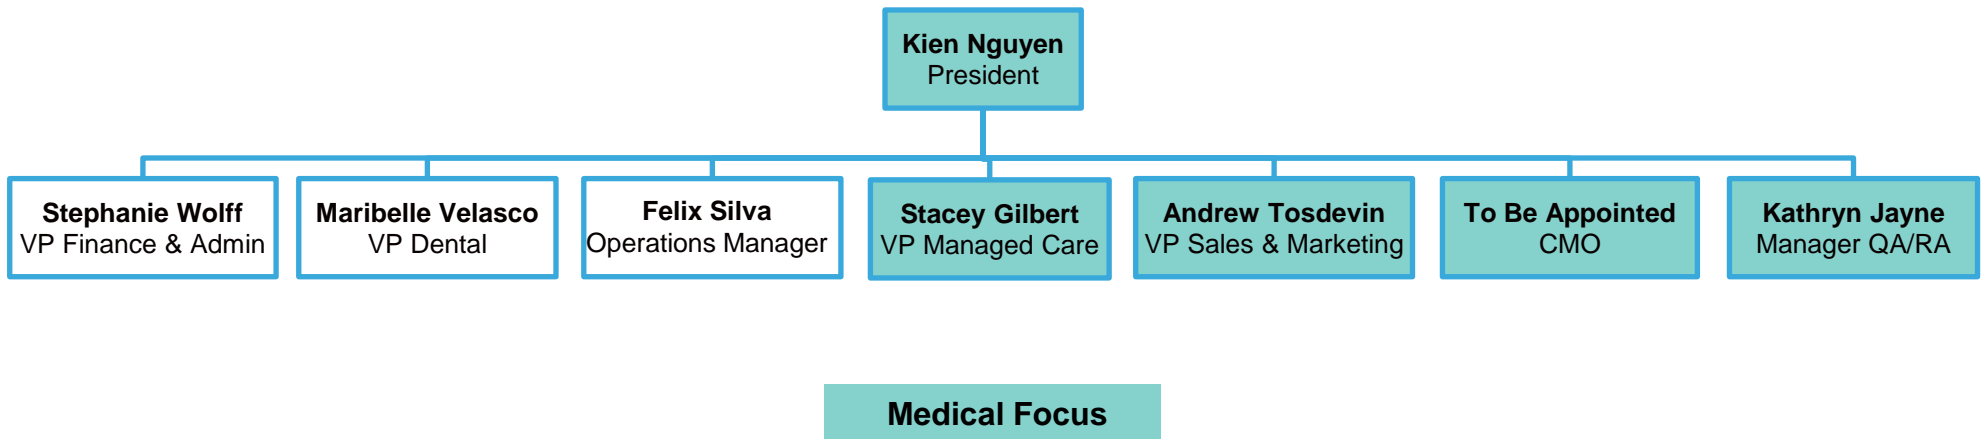 Kien Nguyen
President
Stephanie Wolff
VP Finance & Admin
Maribelle Velasco
VP Dental
Felix Silva
Operations Manager
Stacey Gilbert
VP Managed Care
Andrew Tosdevin
VP Sales & Marketing
To Be Appointed
CMO
Kathryn Jayne
Manager QA/RA
Medical Focus